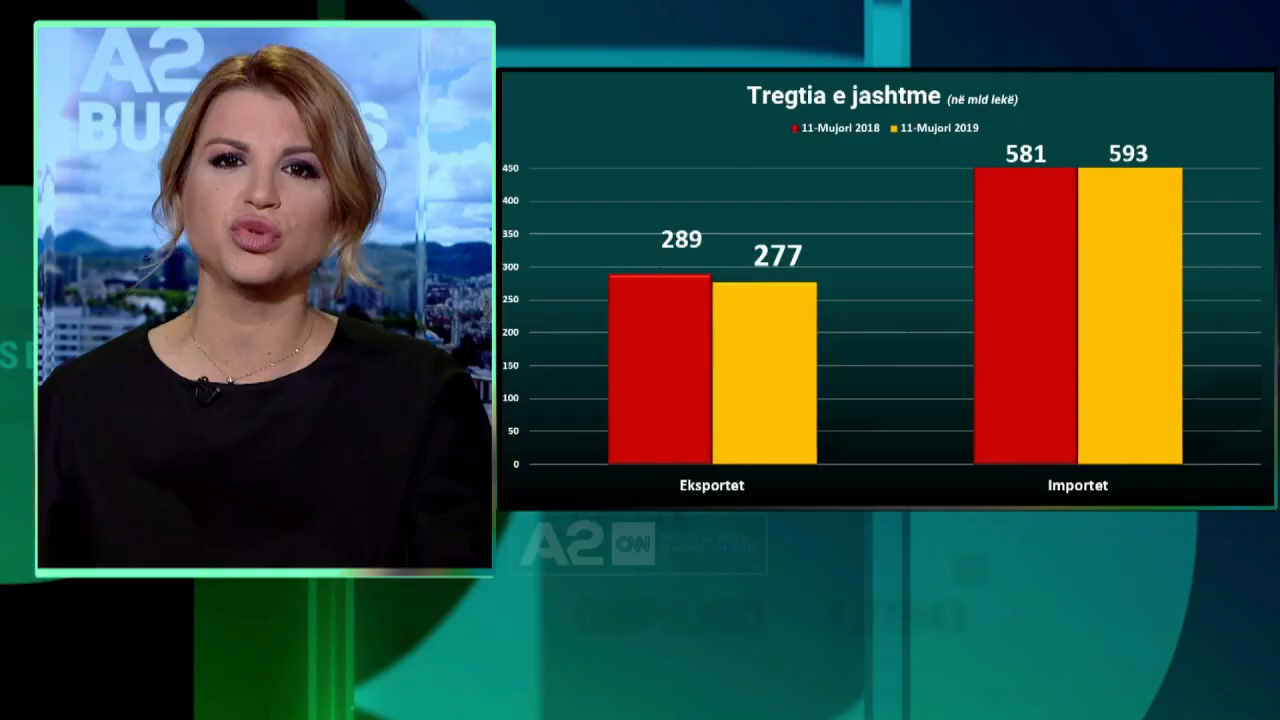 A2
BUS S
Tregtia e jashtme (në mld lekë)
11-Mujori 2018 11-Mujori 2019
581 593
289 277
450
400
350
300
250
200
150
100
50
0
Eksportet Importet
A2 CNN